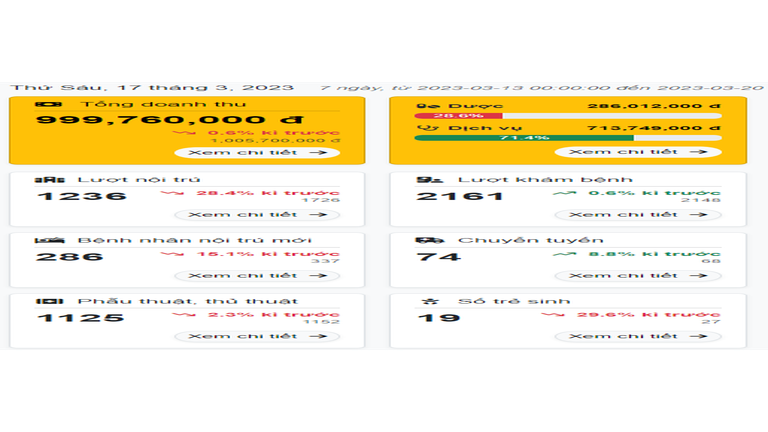 Thứ Sáu, 17 tháng 3, 2023 7 ngày, từ 2023-03-13 00:00:00 đến 2023-03-20
Tổng doanh thu
999,760,000 đ
0.6% kì trước
1,005,700,000 đ
Xem chi tiết →
Dược 286,012,000 đ
28.6%
Dịch vụ 713,749,000 đ
71.4%
Xem chi tiết →
Lượt nội trú
1236 28.4% kì trước
1726
Xem chi tiết →
Lượt khám bệnh
2161 0.6% kì trước
2148
Xem chi tiết →
Bệnh nhân nội trú mới
286 15.1% kì trước
337
Xem chi tiết →
Chuyển tuyến
74 8.8% kì trước
68
Xem chi tiết →
Phẫu thuật, thủ thuật
1125 2.3% kì trước
1152
Xem chi tiết →
Số trẻ sinh
19 29.6% kì trước
27
Xem chi tiết →